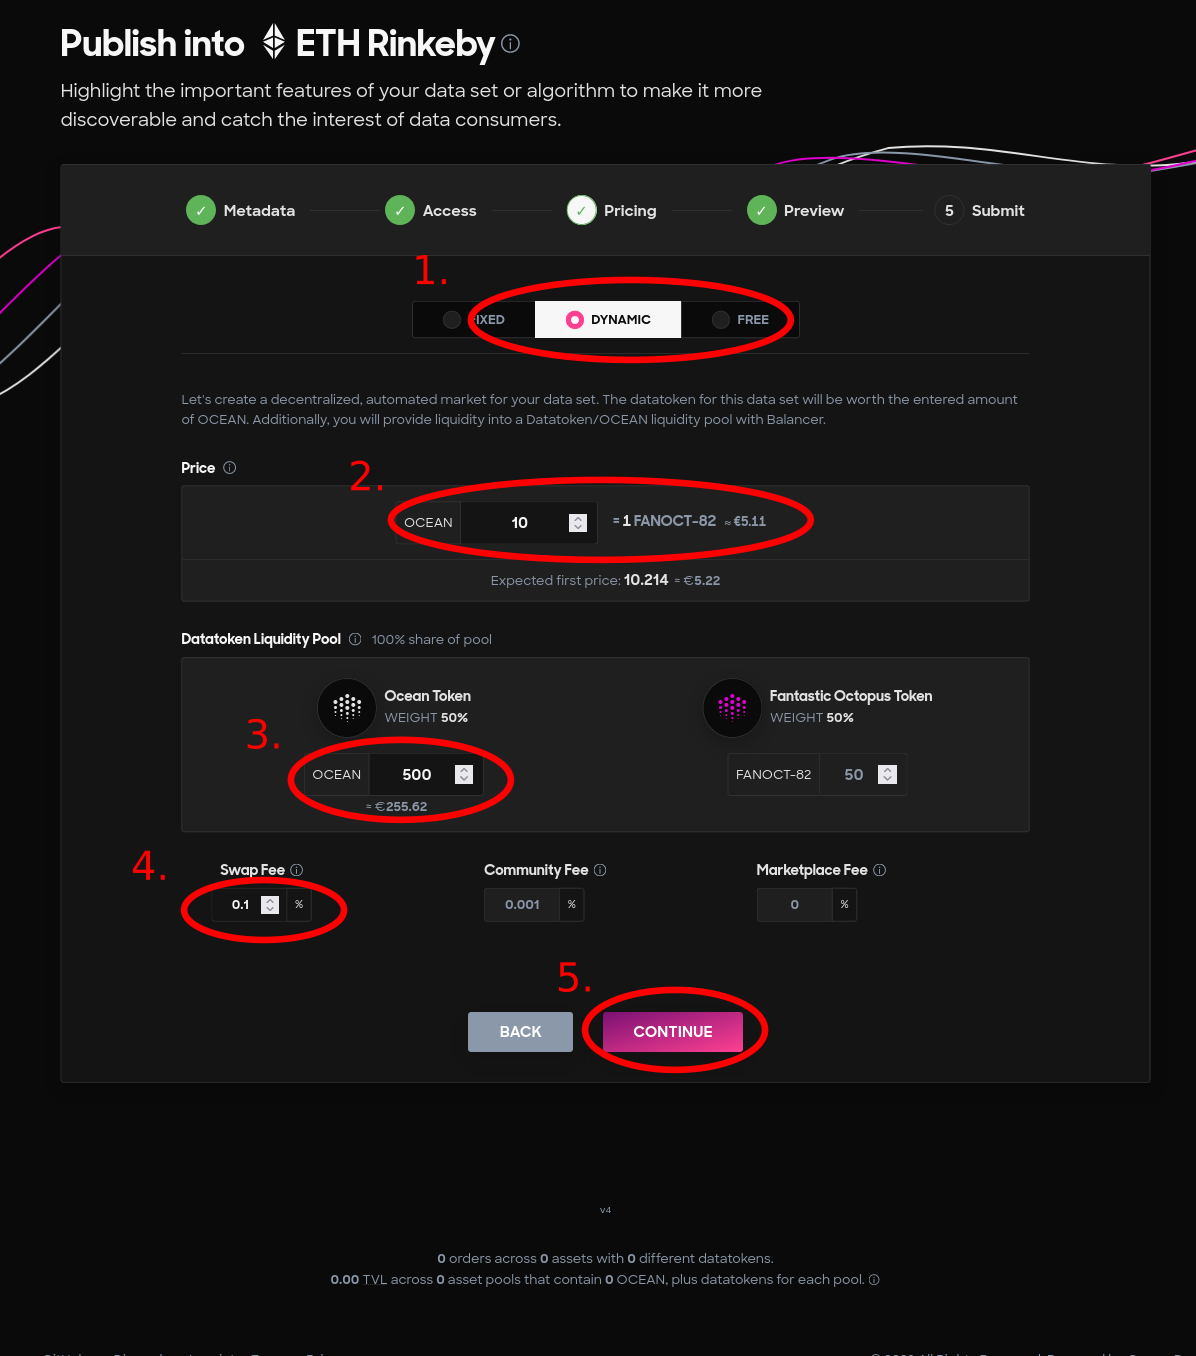 Publish into ETH Rinkeby
Highlight the important features of your data set or algorithm to make it more
discoverable and catch the interest of data consumers.
Metadata Access Pricing Preview 5 Submit
1.
FIXED DYNAMIC FREE
Let's create a decentralized, automated market for your data set. The datatoken for this data set will be worth the entered amount
of OCEAN. Additionally, you will provide liquidity into a Datatoken/OCEAN liquidity pool with Balancer.
Price
2.
OCEAN 10 = 1 FANOCT-82 ≈ €5.11
Expected first price: 10.214 ≈ €5.22
Datatoken Liquidity Pool 100% share of pool
Ocean Token Fantastic Octopus Token
WEIGHT 50% WEIGHT 50%
3.
OCEAN 500 FANOCT-82 50
≈ €255.62
4.
Swap Fee Community Fee Marketplace Fee
0.1 % 0.001 % 0 %
5.
BACK CONTINUE
v4
0 orders across 0 assets with 0 different datatokens.
0.00 TVL across 0 asset pools that contain 0 OCEAN, plus datatokens for each pool.